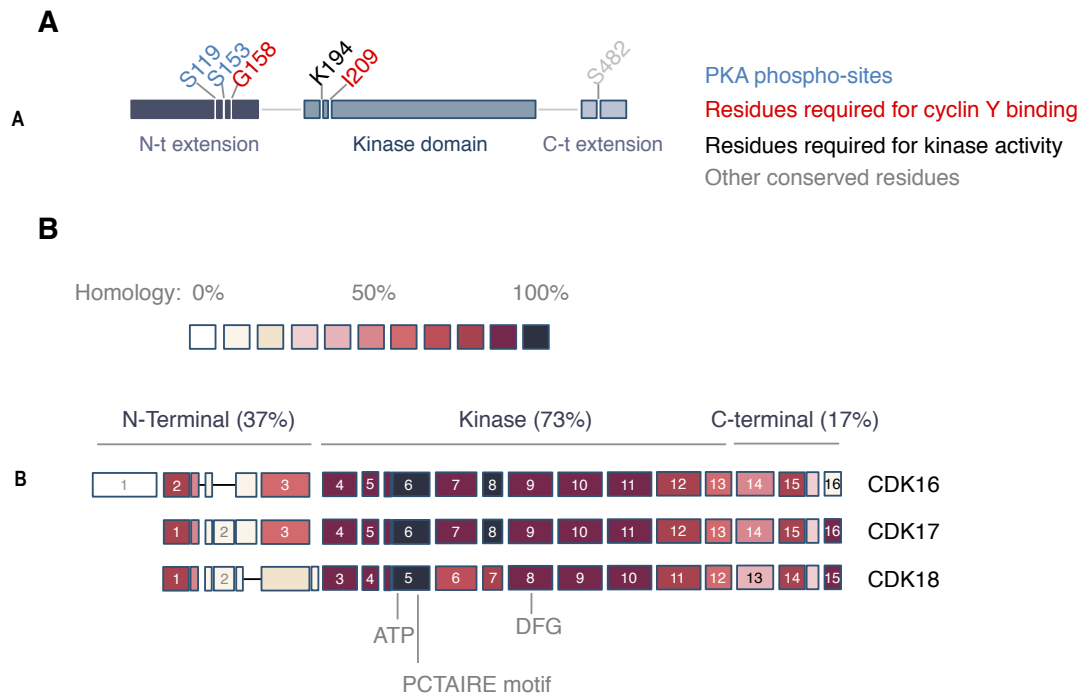 A
A
S119
S153
G158
K194
I209
S482
N-t extension
Kinase domain
C-t extension
PKA phospho-sites
Residues required for cyclin Y binding
Residues required for kinase activity
Other conserved residues
B
Homology: 0% 50% 100%
N-Terminal (37%) Kinase (73%) C-terminal (17%)
B
1 2 3 4 5 6 7 8 9 10 11 12 13 14 15 16 CDK16
1 2 3 4 5 6 7 8 9 10 11 12 13 14 15 16 CDK17
1 2 3 4 5 6 7 8 9 10 11 12 13 14 15 CDK18
ATP
DFG
PCTAIRE motif